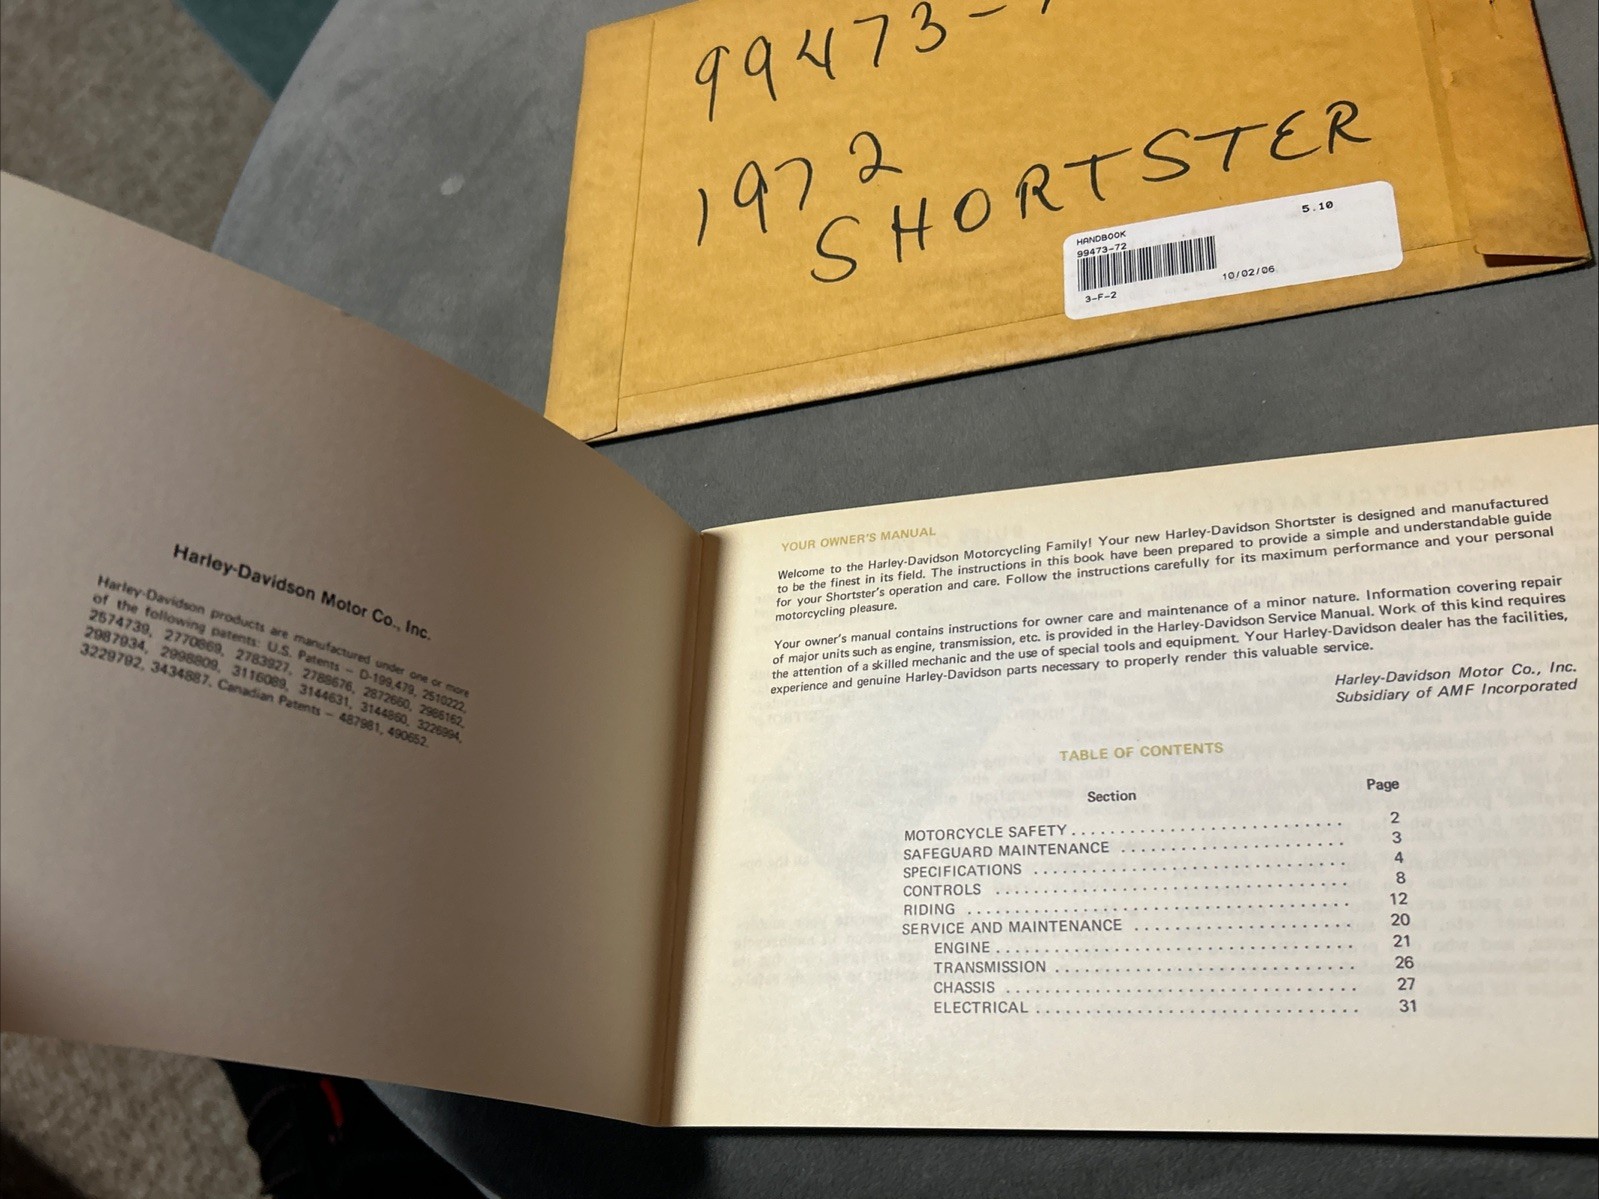 99473-
1972
SHORTSTER
HANDBOOK
99473-72
5.10
10/02/06
3-F-2
Harley-Davidson Motor Co., Inc.
Harley-Davidson products are manufactured under one or more
of the following patents: U.S. Patents – D-199,479, 2510222,
2574739, 2770869, 2783927, 2788676, 2872660, 2986162,
2987934, 2998809, 3116089, 3144631, 3144860, 3226994,
3229792, 3434887, Canadian Patents – 487981, 490652.
YOUR OWNER'S MANUAL
Welcome to the Harley-Davidson Motorcycling Family! Your new Harley-Davidson Shortster is designed and manufactured
to be the finest in its field. The instructions in this book have been prepared to provide a simple and understandable guide
for your Shortster's operation and care. Follow the instructions carefully for its maximum performance and your personal
motorcycling pleasure.
Your owner's manual contains instructions for owner care and maintenance of a minor nature. Information covering repair
of major units such as engine, transmission, etc. is provided in the Harley-Davidson Service Manual. Work of this kind requires
the attention of a skilled mechanic and the use of special tools and equipment. Your Harley-Davidson dealer has the facilities,
experience and genuine Harley-Davidson parts necessary to properly render this valuable service.
Harley-Davidson Motor Co., Inc.
Subsidiary of AMF Incorporated
TABLE OF CONTENTS
Section Page
MOTORCYCLE SAFETY . . . . . . . . . . . . . . . . . . . . . . . . . . . . 2
SAFEGUARD MAINTENANCE . . . . . . . . . . . . . . . . . . . . . . . 3
SPECIFICATIONS . . . . . . . . . . . . . . . . . . . . . . . . . . . . . . . . 4
CONTROLS . . . . . . . . . . . . . . . . . . . . . . . . . . . . . . . . . . . . 8
RIDING . . . . . . . . . . . . . . . . . . . . . . . . . . . . . . . . . . . . . . . 12
SERVICE AND MAINTENANCE . . . . . . . . . . . . . . . . . . . . . . 20
ENGINE . . . . . . . . . . . . . . . . . . . . . . . . . . . . . . . . . . . . 21
TRANSMISSION . . . . . . . . . . . . . . . . . . . . . . . . . . . . . . 26
CHASSIS . . . . . . . . . . . . . . . . . . . . . . . . . . . . . . . . . . . 27
ELECTRICAL . . . . . . . . . . . . . . . . . . . . . . . . . . . . . . . . 31